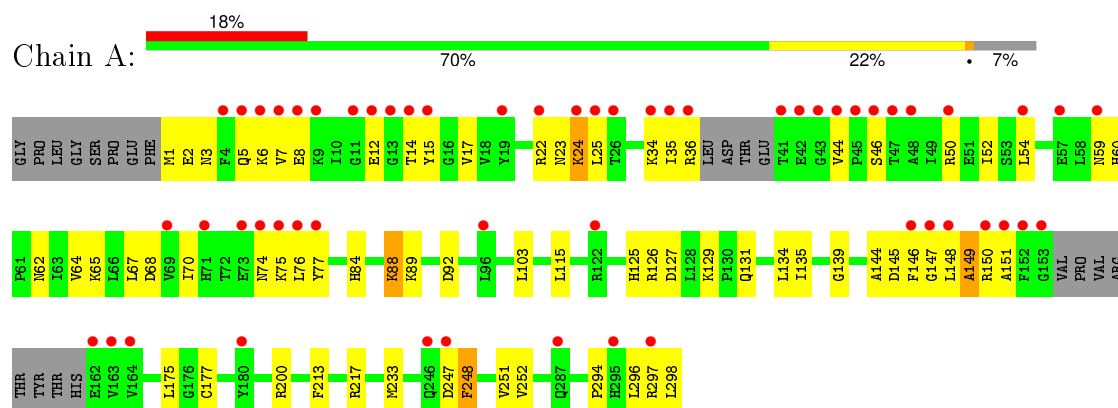 18%
Chain A:
70% 22% • 7%
GLY PRO LEU GLY SER PRO GLU PHE M1 E2 N3 F4 Q5 K6 V7 E8 K9 I10 G11 E12 G13 T14 Y15 G16 V17 V18 Y19 R22 N23 K24 L25 T26 K34 I35 R36 LEU ASP THR GLU T41 E42 G43 V44 P45 S46 T47 A48 I49 R50 E51 I52 S53 L54 E57 L58 N59 H60
P61 N62 I63 V64 K65 L66 L67 D68 V69 I70 H71 T72 E73 N74 K75 L76 Y77 H84 K88 K89 D92 L96 L103 L115 R122 H125 R126 D127 L128 K129 P130 Q131 L134 I135 G139 A144 D145 F146 G147 L148 A149 R150 A151 F152 G153 VAL PRO VAL ARG
THR TYR THR HIS E162 V163 V164 L175 G176 C177 Y180 R200 F213 R217 M233 Q246 D247 F248 V251 V252 Q287 P294 H295 L296 R297 L298